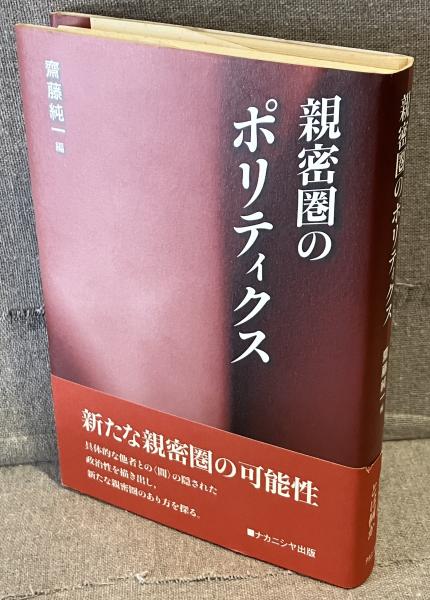 親密圏の
ポリティクス
齋藤純一 編
新たな親密圏の可能性
具体的な他者との〈間〉の隠された
政治性を描き出し，
新たな親密圏のあり方を探る。
■ナカニシヤ出版
親密圏のポリティクス